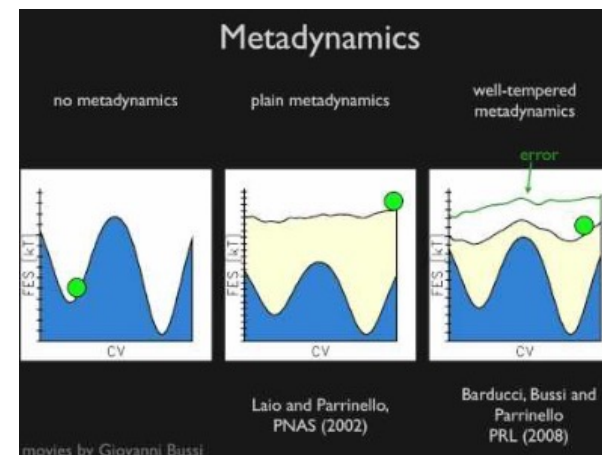 Metadynamics
no metadynamics
plain metadynamics
well-tempered
metadynamics
error
FES [kT]
CV
FES [kT]
CV
FES [kT]
CV
Laio and Parrinello,
PNAS (2002)
Barducci, Bussi and
Parrinello
PRL (2008)
movies by Giovanni Bussi